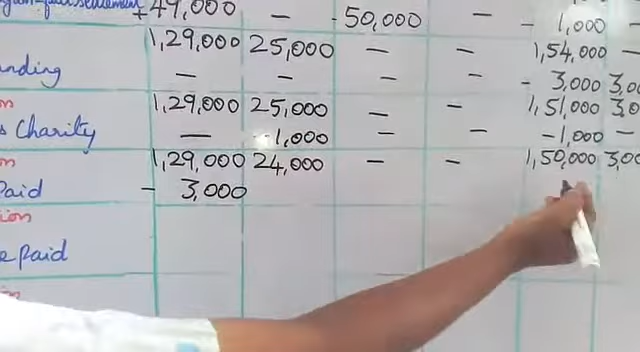 +49,000 — -50,000 — - 1,000 —
1,29,000 25,000 — — 1,54,000 —
— — — — - 3,000 3,0
1,29,000 25,000 — - 1,51,000 3,0
Charity — -1,000 — — -1,000 —
1,29,000 24,000 — — 1,50,000 3,00
Paid - 3,000
Paid